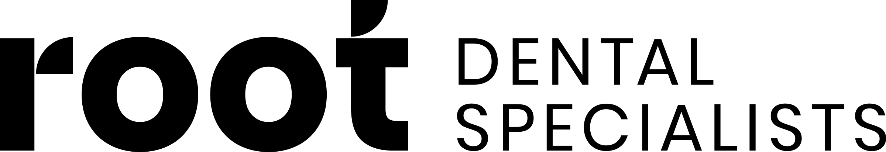 root
DENTAL
SPECIALISTS